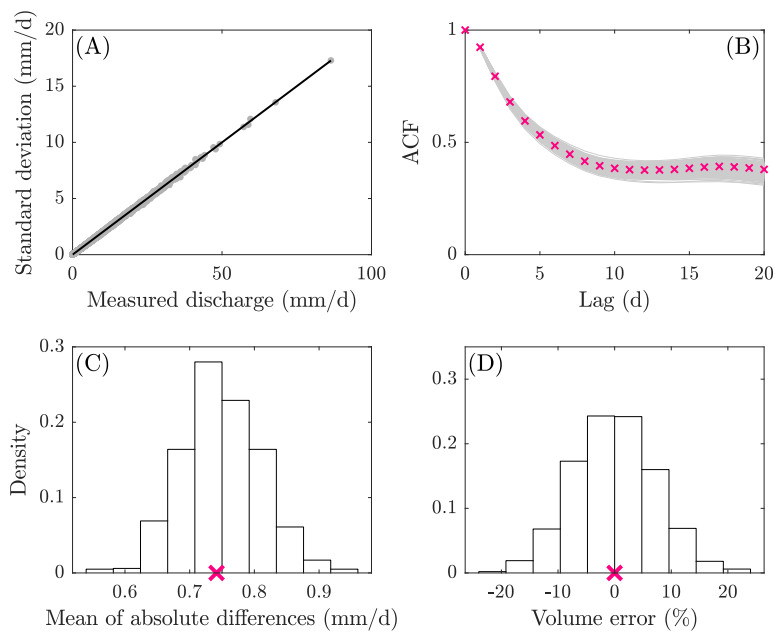 (A)
Standard deviation (mm/d)
20
15
10
5
0
0 50 100
Measured discharge (mm/d)
(B)
ACF
1
0.5
0
0 5 10 15 20
Lag (d)
(C)
Density
0.3
0.2
0.1
0
0.6 0.7 0.8 0.9
Mean of absolute differences (mm/d)
(D)
0.3
0.2
0.1
0
-20 -10 0 10 20
Volume error (%)